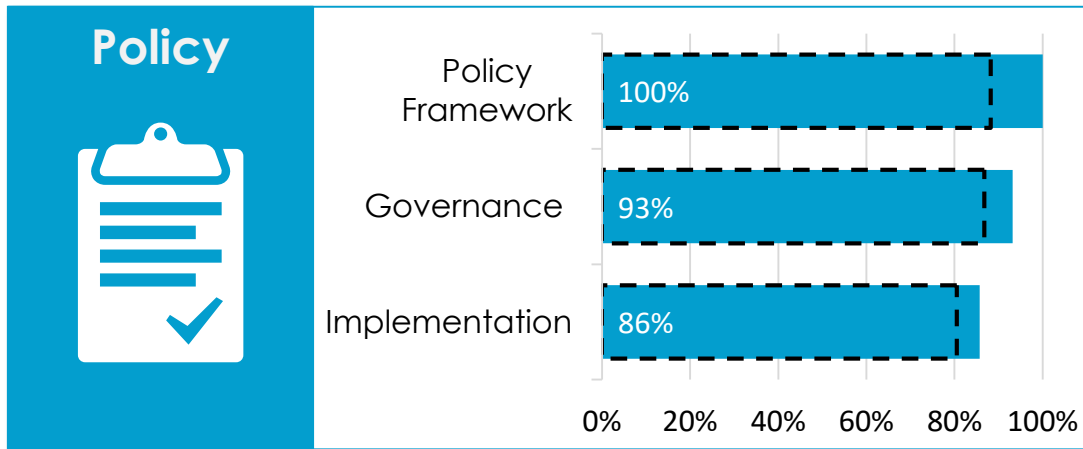 Policy
Policy
Framework
100%
Governance
93%
Implementation
86%
0% 20% 40% 60% 80% 100%